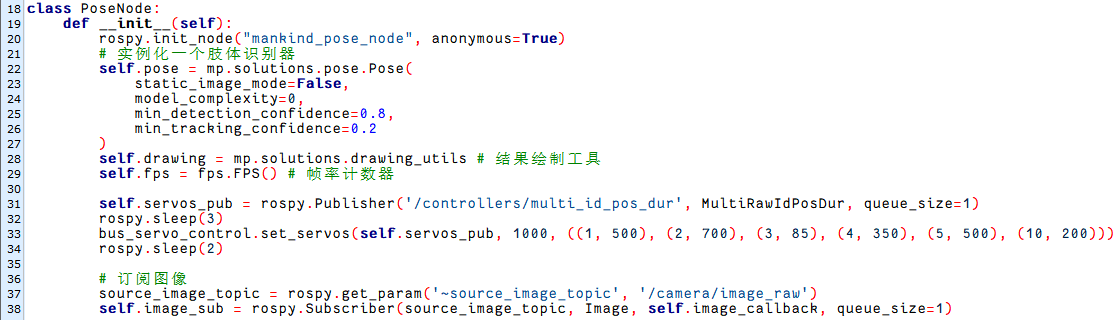 18 class PoseNode:
19     def __init__(self):
20         rospy.init_node("mankind_pose_node", anonymous=True)
21         # 实例化一个肢体识别器
22         self.pose = mp.solutions.pose.Pose(
23             static_image_mode=False,
24             model_complexity=0,
25             min_detection_confidence=0.8,
26             min_tracking_confidence=0.2
27         )
28         self.drawing = mp.solutions.drawing_utils # 结果绘制工具
29         self.fps = fps.FPS() # 帧率计数器
30
31         self.servos_pub = rospy.Publisher('/controllers/multi_id_pos_dur', MultiRawIdPosDur, queue_size=1)
32         rospy.sleep(3)
33         bus_servo_control.set_servos(self.servos_pub, 1000, ((1, 500), (2, 700), (3, 85), (4, 350), (5, 500), (10, 200)))
34         rospy.sleep(2)
35
36         # 订阅图像
37         source_image_topic = rospy.get_param('~source_image_topic', '/camera/image_raw')
38         self.image_sub = rospy.Subscriber(source_image_topic, Image, self.image_callback, queue_size=1)